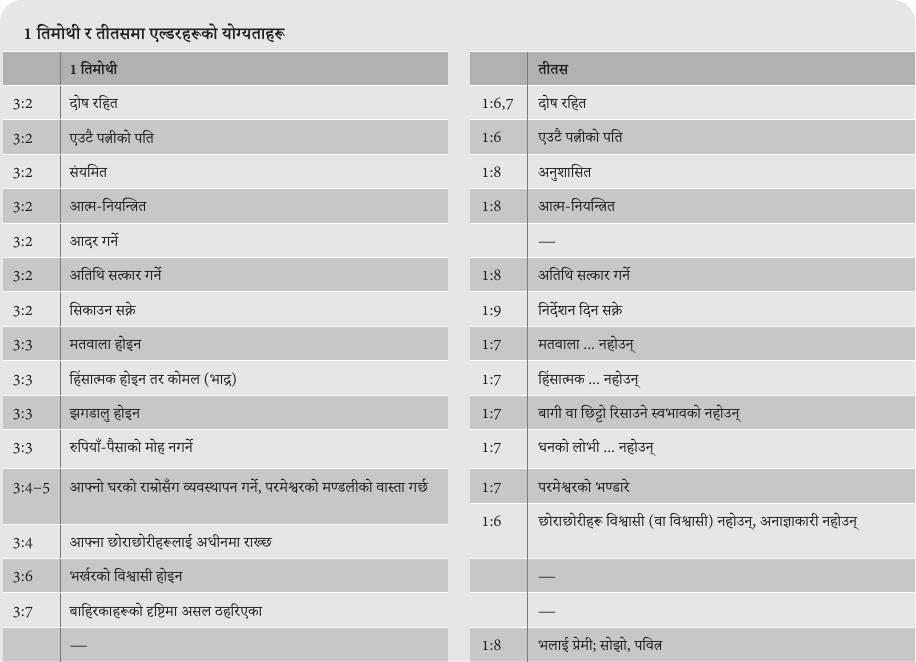 1 तिमोथी र तीतसमा एल्डरहरूको योग्यताहरू
1 तिमोथी तीतस
3:2 दोष रहित 1:6,7 दोष रहित
3:2 एउटै पत्नीको पति 1:6 एउटै पत्नीको पति
3:2 संयमित 1:8 अनुशासित
3:2 आत्म-नियन्त्रित 1:8 आत्म-नियन्त्रित
3:2 आदर गर्ने —
3:2 अतिथि सत्कार गर्ने 1:8 अतिथि सत्कार गर्ने
3:2 सिकाउन सक्ने 1:9 निर्देशन दिन सक्ने
3:3 मतवाला होइन 1:7 मतवाला ... नहोउन्
3:3 हिंसात्मक होइन तर कोमल (भाद्र) 1:7 हिंसात्मक ... नहोउन्
3:3 झगडालु होइन 1:7 बागी वा छिट्टो रिसाउने स्वभावको नहोउन्
3:3 रुपियाँ-पैसाको मोह नगर्ने 1:7 धनको लोभी ... नहोउन्
3:4–5 आफ्नो घरको राम्रोसँग व्यवस्थापन गर्ने, परमेश्वरको मण्डलीको वास्ता गर्छ 1:7 परमेश्वरको भण्डारे
1:6 छोराछोरीहरू विश्वासी (वा विश्वासी) नहोउन्, अनाज्ञाकारी नहोउन्
3:4 आफ्ना छोराछोरीहरूलाई अधीनमा राख्छ
3:6 भर्खरको विश्वासी होइन —
3:7 बाहिरकाहरूको दृष्टिमा असल ठहरिएका —
— 1:8 भलाई प्रेमी; सोझो, पवित्र